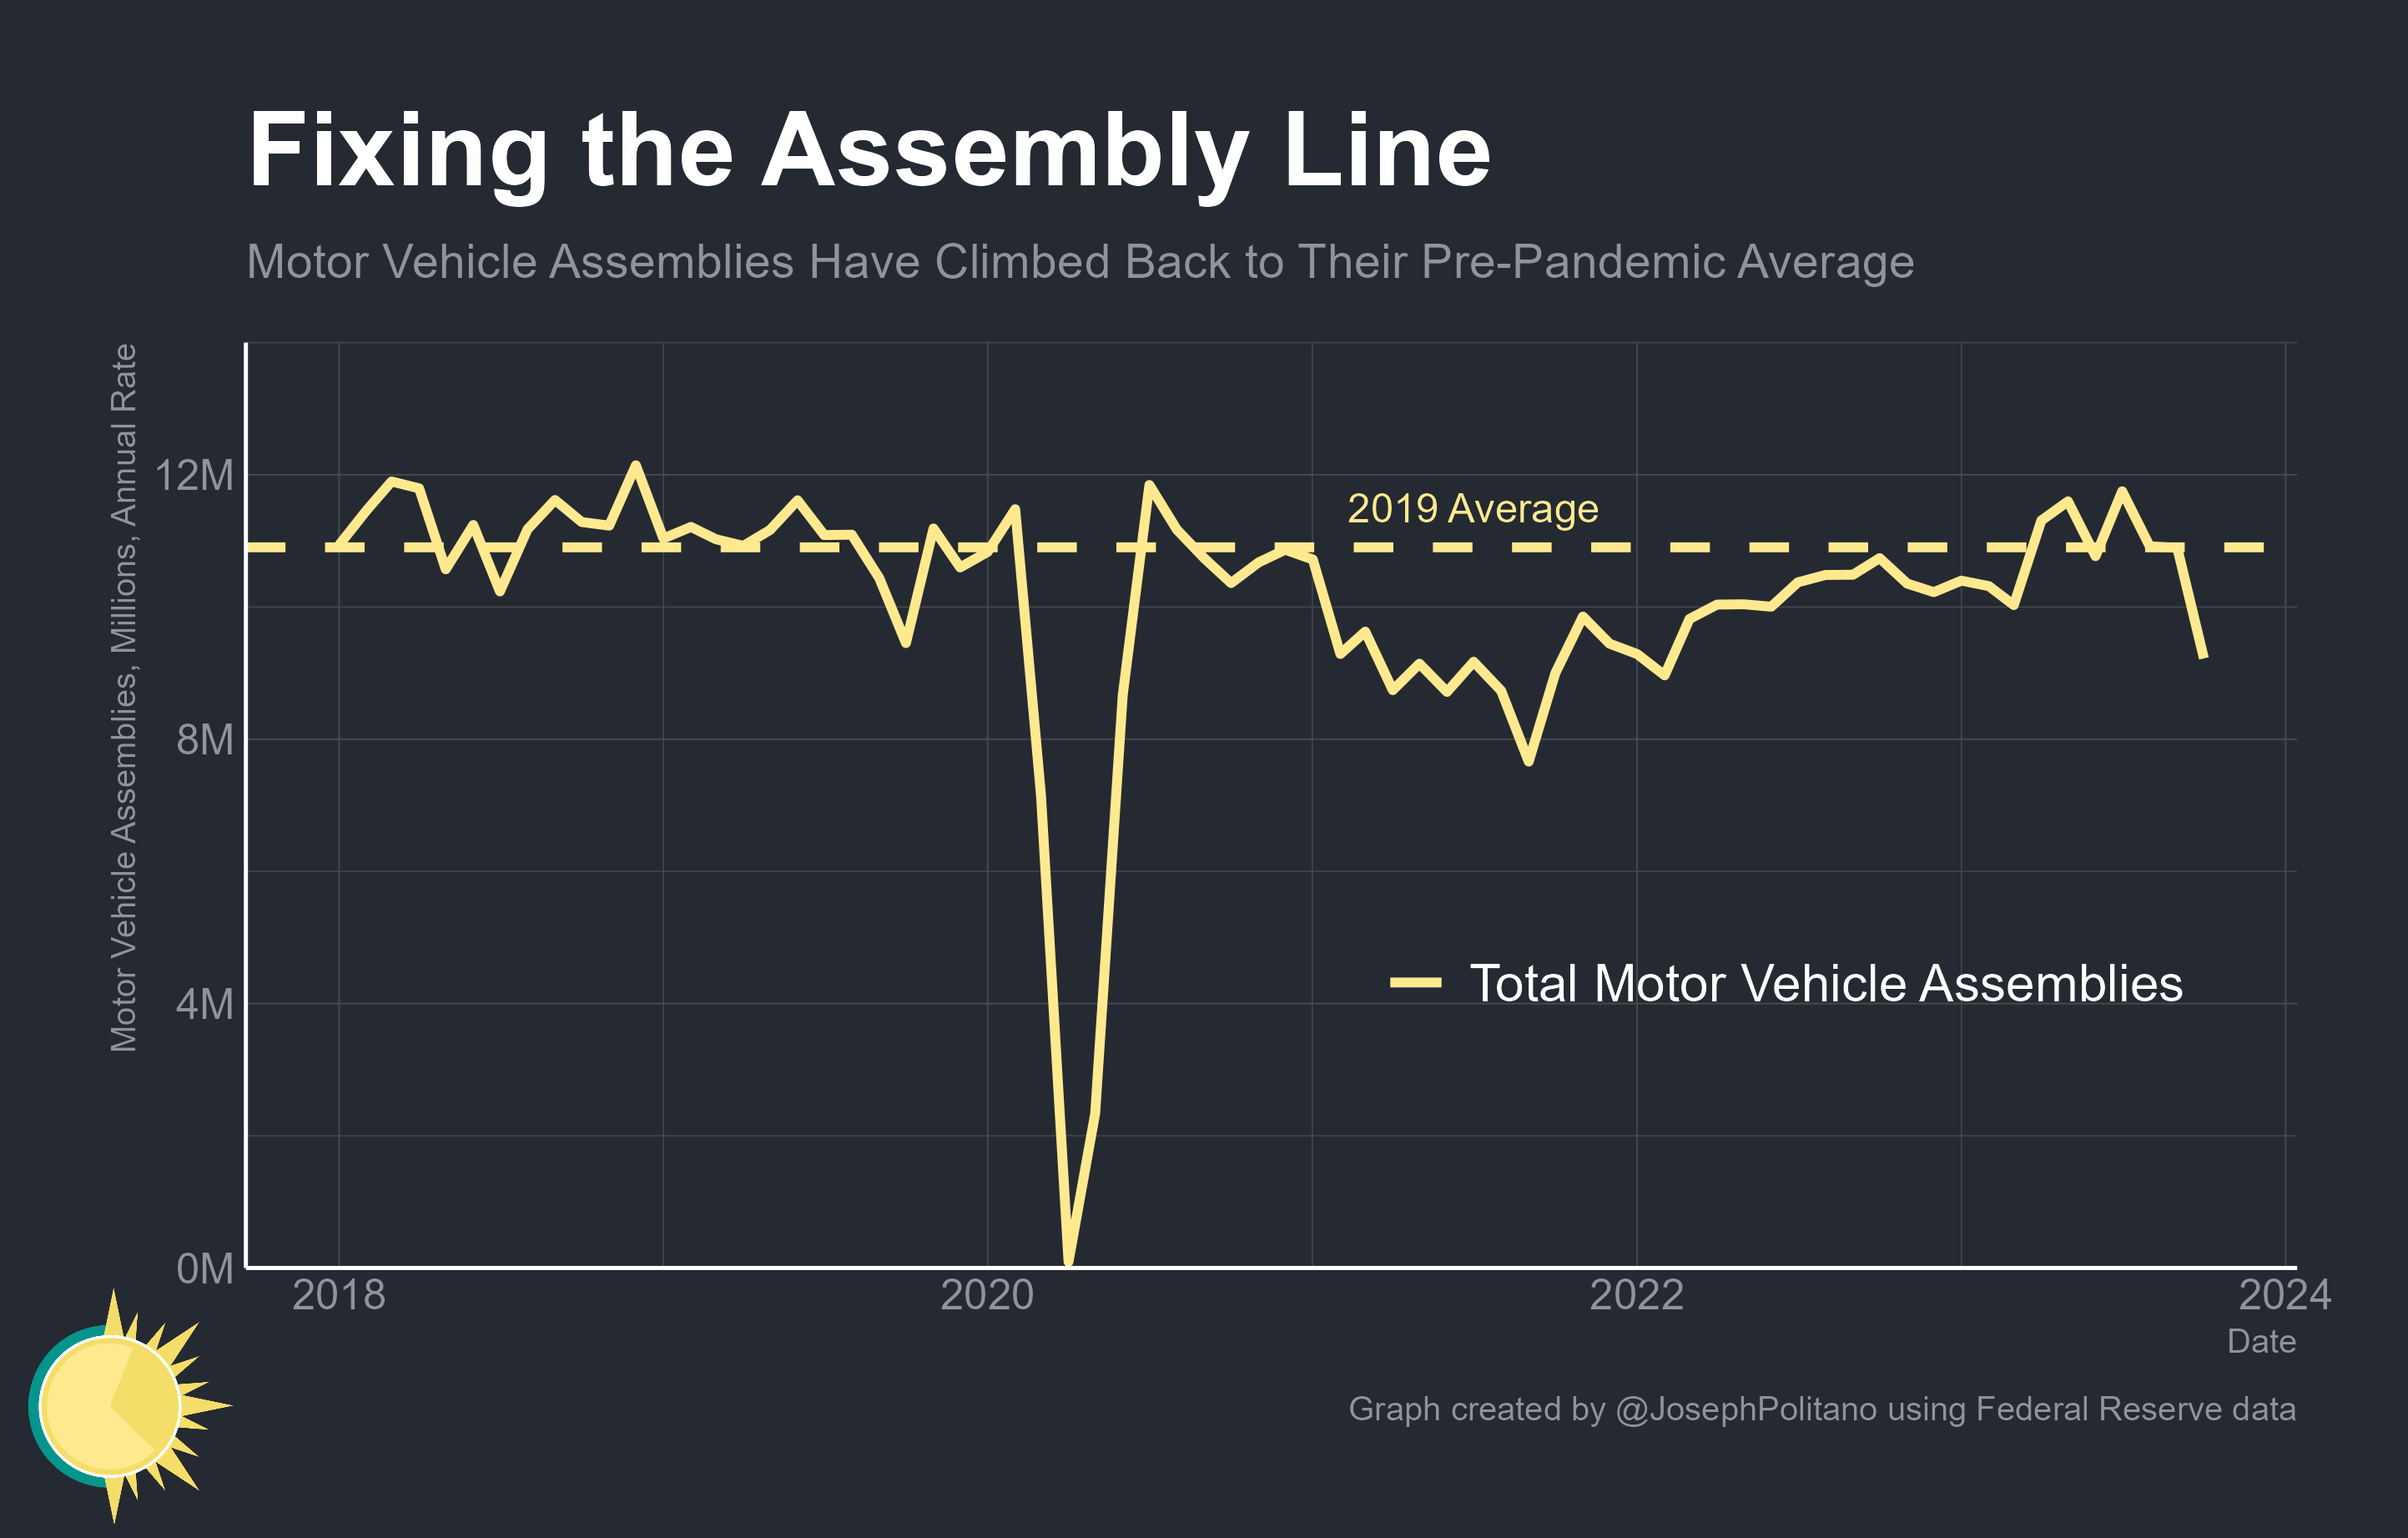 Fixing the Assembly Line
Motor Vehicle Assemblies Have Climbed Back to Their Pre-Pandemic Average
Motor Vehicle Assemblies, Millions, Annual Rate
12M
8M
4M
0M
2019 Average
Total Motor Vehicle Assemblies
2018
2020
2022
2024
Date
Graph created by @JosephPolitano using Federal Reserve data